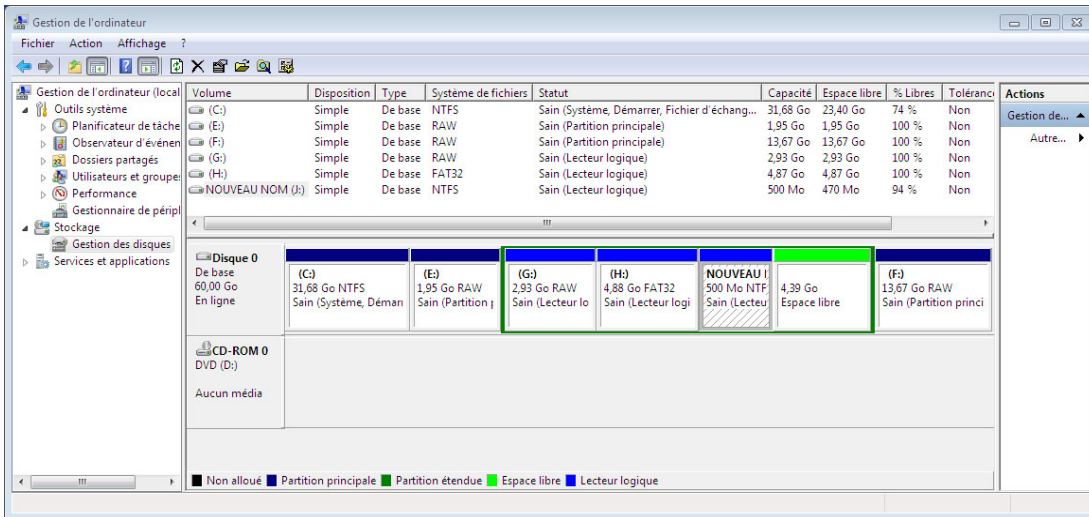 Gestion de l'ordinateur
Fichier Action Affichage ?
Gestion de l'ordinateur (local
Outils système
Planificateur de tâche
Observateur d'événen
Dossiers partagés
Utilisateurs et groupe
Performance
Gestionnaire de péripl
Stockage
Gestion des disques
Services et applications
Volume Disposition Type Système de fichiers Statut Capacité Espace libre % Libres Toléranc
(C:) Simple De base NTFS Sain (Système, Démarrer, Fichier d'échang... 31,68 Go 23,40 Go 74 % Non
(E:) Simple De base RAW Sain (Partition principale) 1,95 Go 1,95 Go 100 % Non
(F:) Simple De base RAW Sain (Partition principale) 13,67 Go 13,67 Go 100 % Non
(G:) Simple De base RAW Sain (Lecteur logique) 2,93 Go 2,93 Go 100 % Non
(H:) Simple De base FAT32 Sain (Lecteur logique) 4,87 Go 4,87 Go 100 % Non
NOUVEAU NOM (J:) Simple De base NTFS Sain (Lecteur logique) 500 Mo 470 Mo 94 % Non
Disque 0
De base
60,00 Go
En ligne
(C:)
31,68 Go NTFS
Sain (Système, Déman
(E:)
1,95 Go RAW
Sain (Partition p
(G:)
2,93 Go RAW
Sain (Lecteur lo
(H:)
4,88 Go FAT32
Sain (Lecteur logi
NOUVEAU
500 Mo NTF
Sain (Lecteu
4,39 Go
Espace libre
(F:)
13,67 Go RAW
Sain (Partition princi
CD-ROM 0
DVD (D:)
Aucun média
Non alloué Partition principale Partition étendue Espace libre Lecteur logique
Actions
Gestion de...
Autre...